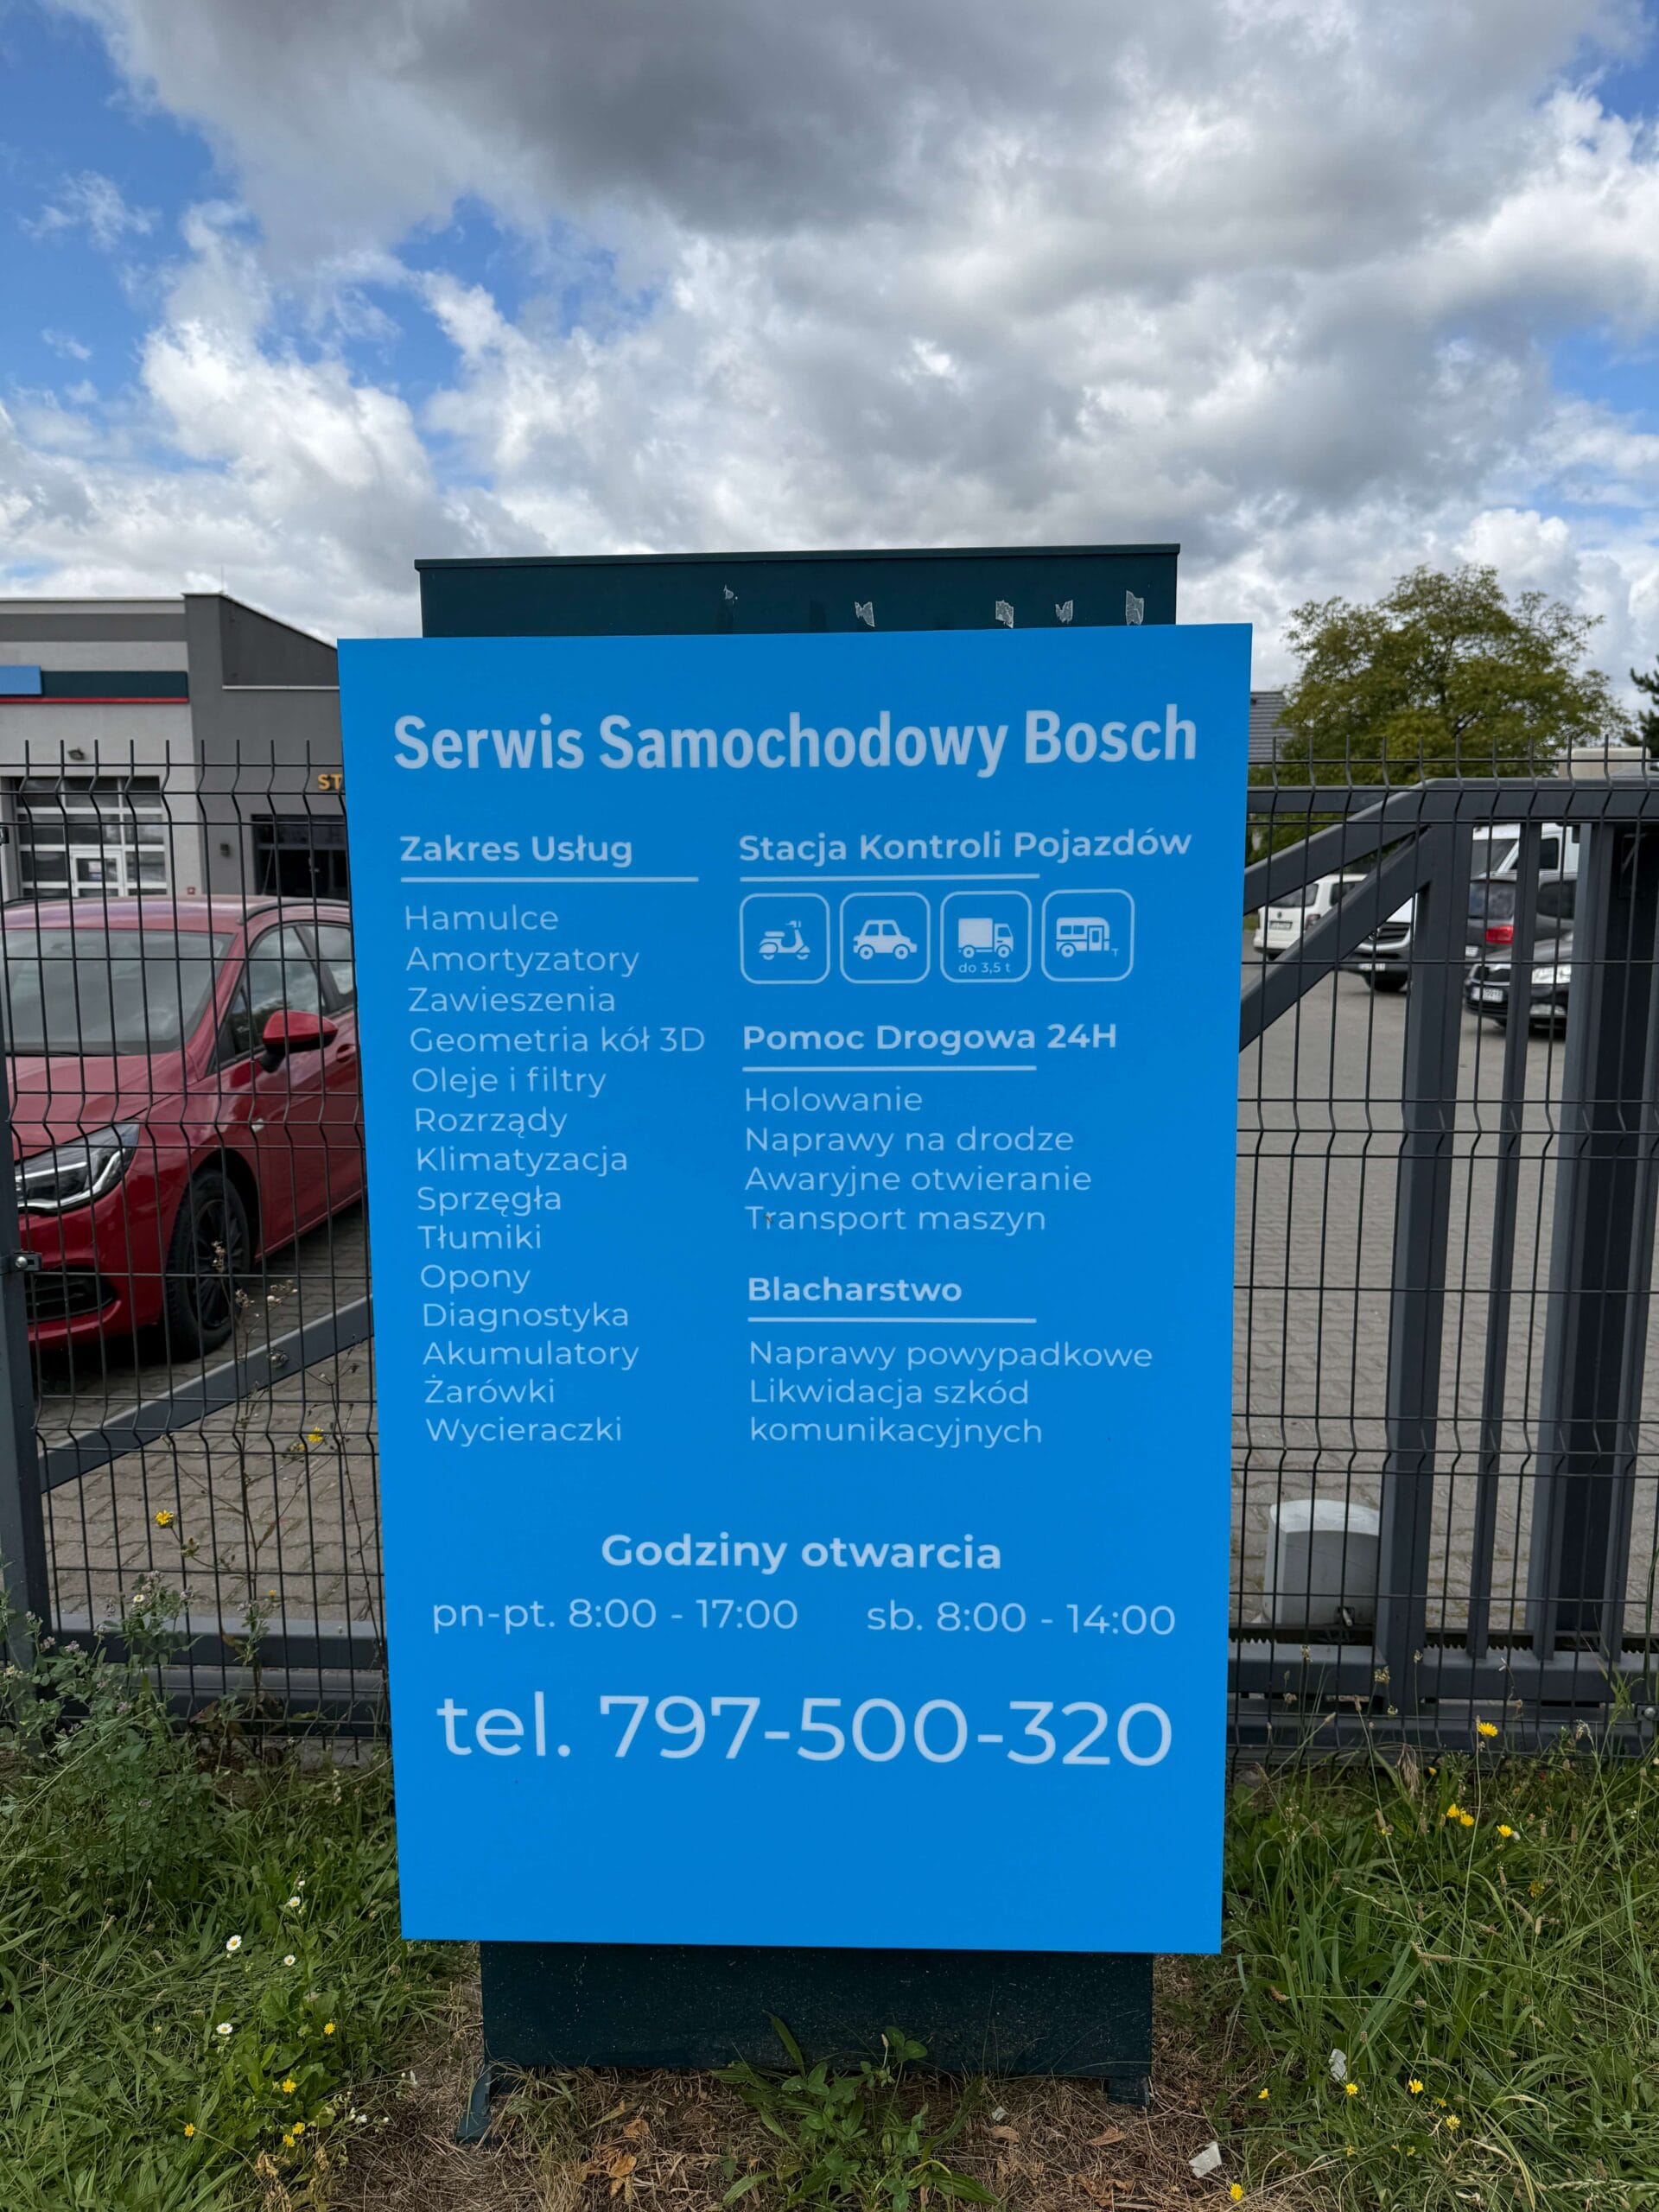 Serwis Samochodowy Bosch
Zakres Usług
Hamulce
Amortyzatory
Zawieszenia
Geometria kół 3D
Oleje i filtry
Rozrządy
Klimatyzacja
Sprzęgła
Tłumiki
Opony
Diagnostyka
Akumulatory
Żarówki
Wycieraczki
Stacja Kontroli Pojazdów
do 3,5 t
Pomoc Drogowa 24H
Holowanie
Naprawy na drodze
Awaryjne otwieranie
Transport maszyn
Blacharstwo
Naprawy powypadkowe
Likwidacja szkód
komunikacyjnych
Godziny otwarcia
pn-pt. 8:00 - 17:00 sb. 8:00 - 14:00
tel. 797-500-320
ST